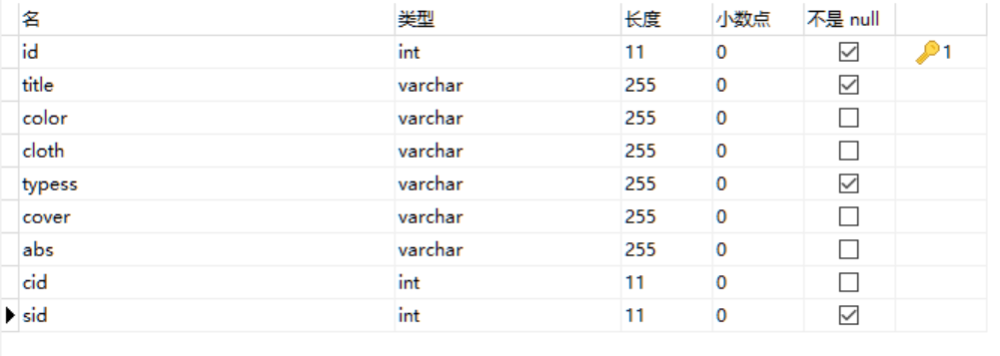 名 类型 长度 小数点 不是 null
id int 11 0 1
title varchar 255 0
color varchar 255 0
cloth varchar 255 0
typess varchar 255 0
cover varchar 255 0
abs varchar 255 0
cid int 11 0
sid int 11 0